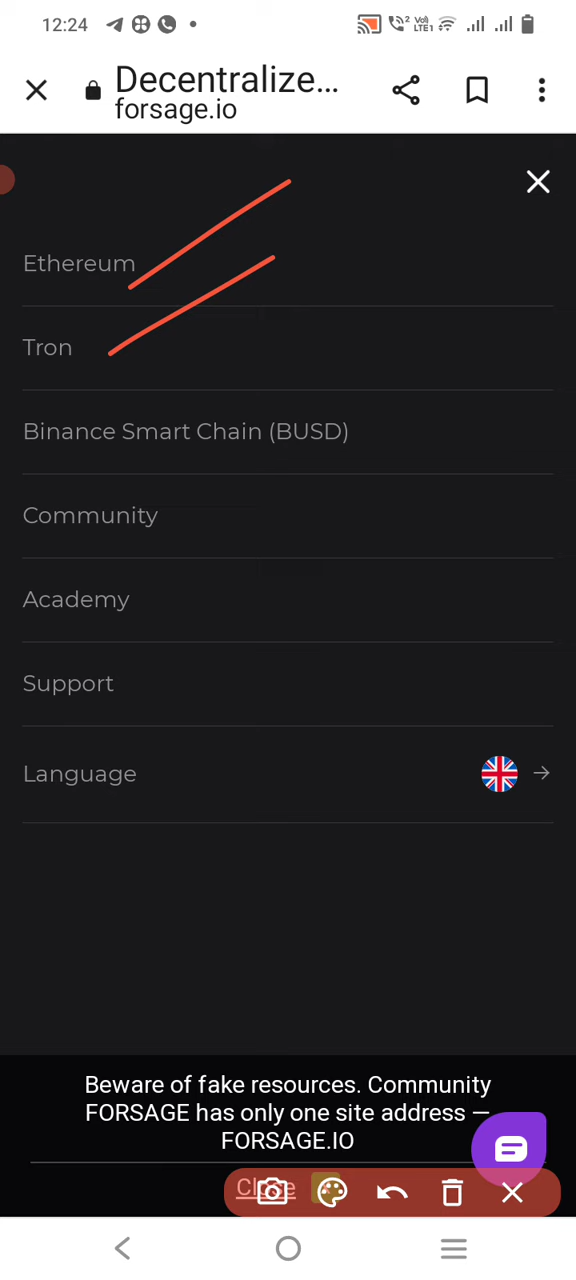 12:24
Decentralize...
forsage.io
Ethereum
Tron
Binance Smart Chain (BUSD)
Community
Academy
Support
Language
Beware of fake resources. Community
FORSAGE has only one site address —
FORSAGE.IO